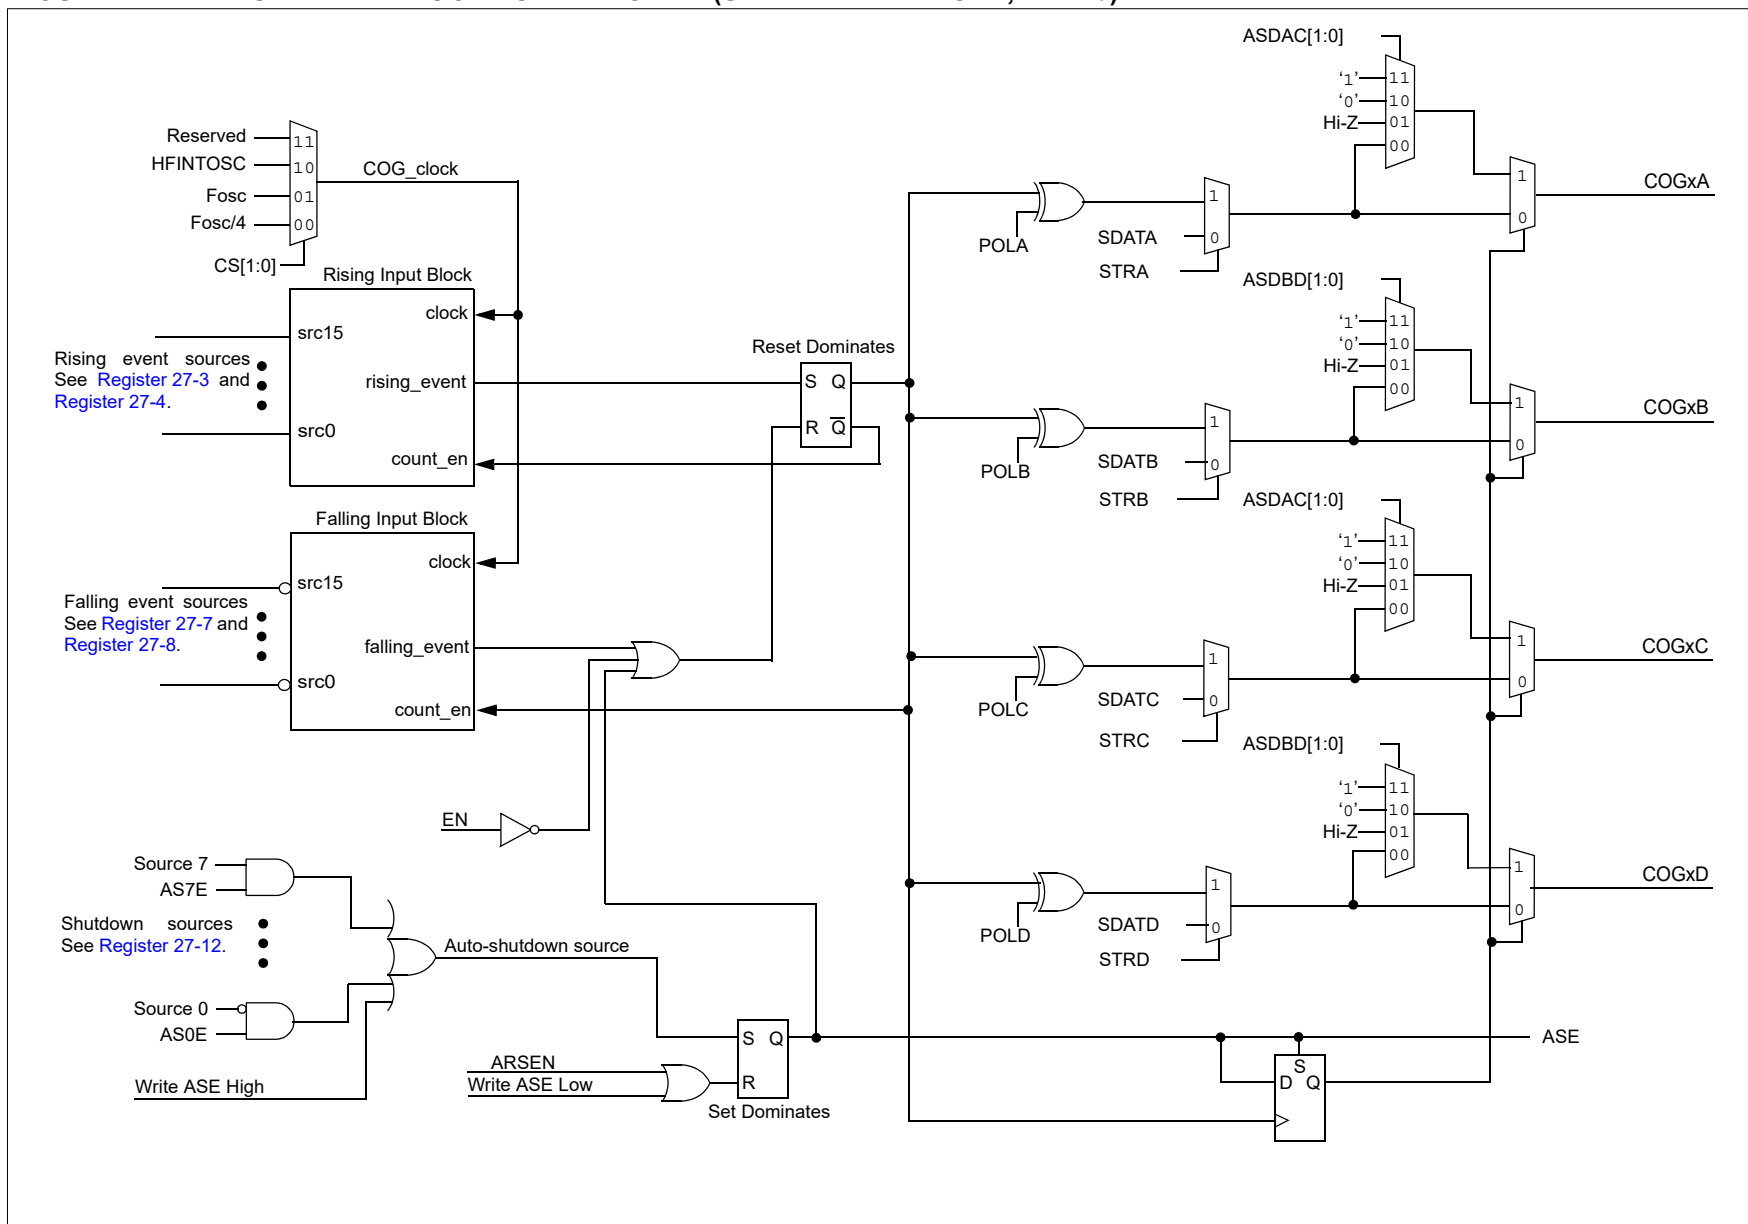 ASDAC[1:0]
'1' 11
'0' 10
Hi-Z 01
00
Reserved 11
HFINTOSC 10
Fosc 01
Fosc/4 00
CS[1:0]
COG_clock
1
0
COGxA
POLA
1
SDATA 0
STRA
Rising Input Block
clock
src15
Rising event sources
See Register 27-3 and
Register 27-4.
rising_event
src0
count_en
Reset Dominates
S Q
R Q
ASDBD[1:0]
'1' 11
'0' 10
Hi-Z 01
00
1
0
COGxB
POLB
1
SDATB 0
STRB
Falling Input Block
clock
src15
Falling event sources
See Register 27-7 and
Register 27-8.
falling_event
src0
count_en
ASDAC[1:0]
'1' 11
'0' 10
Hi-Z 01
00
1
0
COGxC
POLC
1
SDATC 0
STRC
EN
ASDBD[1:0]
'1' 11
'0' 10
Hi-Z 01
00
1
0
COGxD
POLD
1
SDATD 0
STRD
Source 7
AS7E
Shutdown sources
See Register 27-12.
Auto-shutdown source
Source 0
AS0E
Write ASE High
ARSEN
Write ASE Low
S Q
R
Set Dominates
ASE
S
D Q